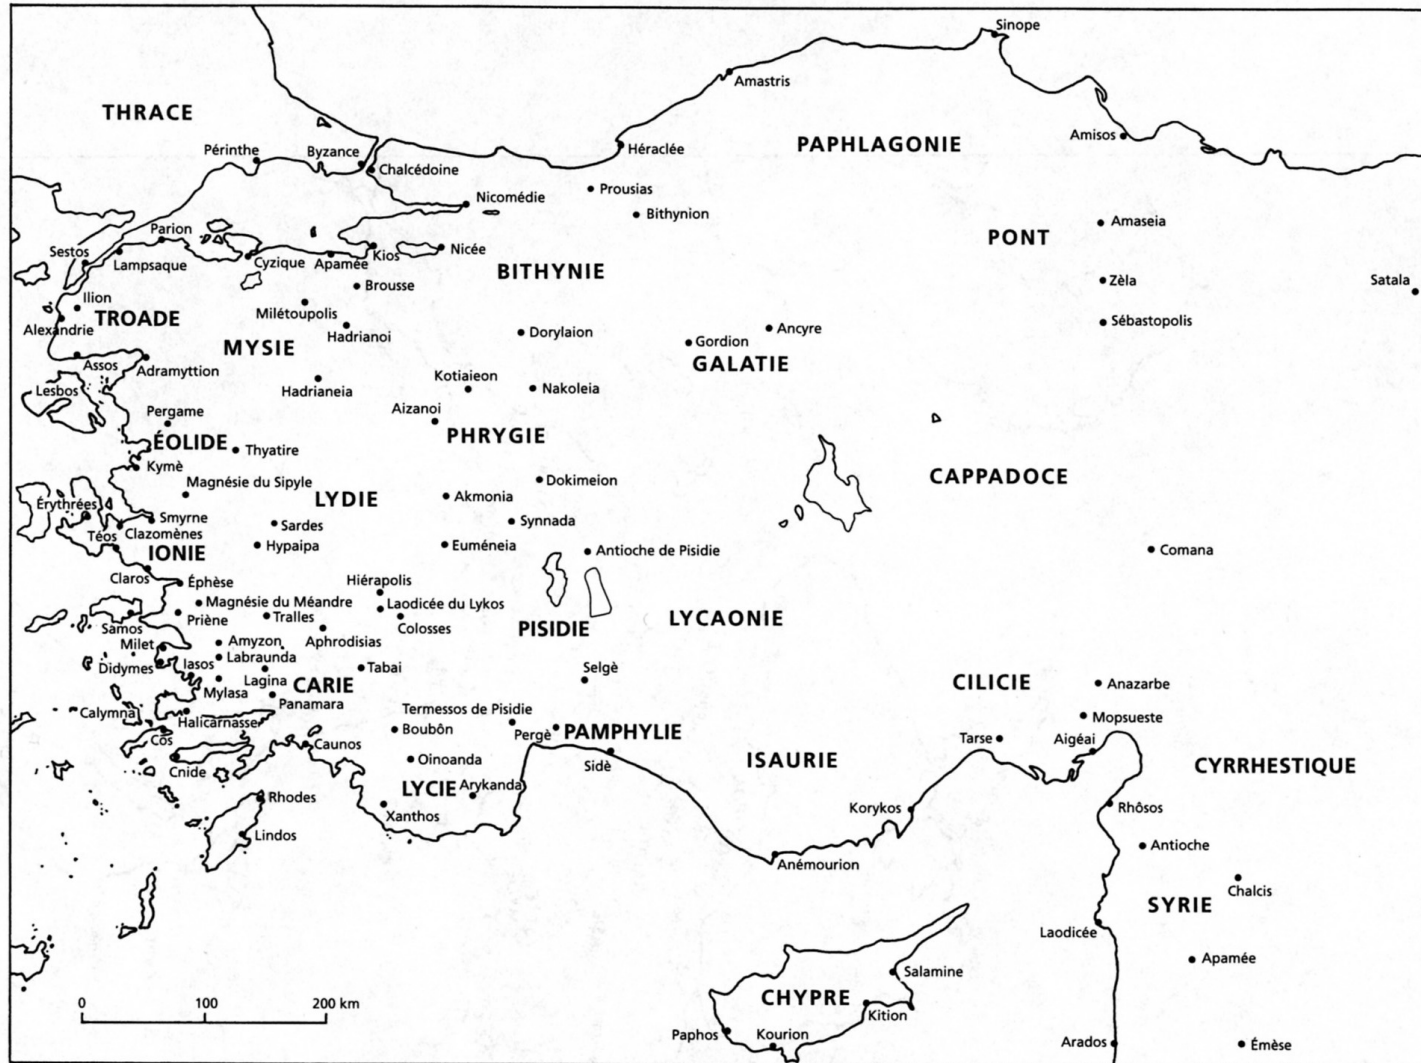 Sinope
Amastris
THRACE
Amisos
PAPHLAGONIE
Héraclée
Périnthe
Byzance
Chalcédoine
Prousias
Nicomédie
Bithynion
Amaseia
Parion
PONT
Sestos
Lampsaque
Cyzique
Apamée
Kios
Nicée
BITHYNIE
Zèla
Satala
Brousse
Ilion
TROADE
Milétoupolis
Sébastopolis
Alexandrie
Hadrianoi
Dorylaion
Ancyre
Gordion
MYSIE
GALATIE
Assos
Adramyttion
Lesbos
Hadrianeia
Kotiaieon
Nakoleia
Pergame
Aizanoi
ÉOLIDE
PHRYGIE
Thyatire
Kymè
CAPPADOCE
Magnésie du Sipyle
Dokimeion
LYDIE
Akmonia
Érythrées
Smyrne
Sardes
Synnada
Téos
Clazomènes
Hypaipa
Euméneia
IONIE
Antioche de Pisidie
Comana
Claros
Éphèse
Hiérapolis
Magnésie du Méandre
Laodicée du Lykos
Priène
Tralles
Colosses
Samos
PISIDIE
LYCAONIE
Milet
Amyzon
Aphrodisias
Labraunda
Didymes
Iasos
Tabai
Selgè
Lagina
Mylasa
CARIE
CILICIE
Anazarbe
Panamara
Calymna
Halicarnasse
Termessos de Pisidie
Mopsueste
Boubôn
Pergè
PAMPHYLIE
Cos
Caunos
Tarse
Aigéai
Oinoanda
Sidè
ISAURIE
CYRRHESTIQUE
Cnide
LYCIE
Arykanda
Rhodes
Xanthos
Korykos
Rhôsos
Lindos
Antioche
Anémourion
Chalcis
SYRIE
Laodicée
Apamée
Salamine
CHYPRE
0 100 200 km
Kition
Paphos
Kourion
Arados
Émèse